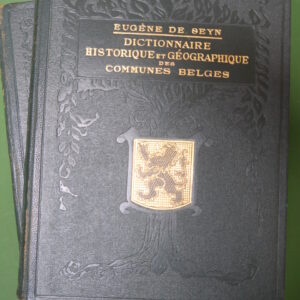 EUGÈNE DE SEYN
DICTIONNAIRE
HISTORIQUE ET GÉOGRAPHIQUE
DES
COMMUNES BELGES